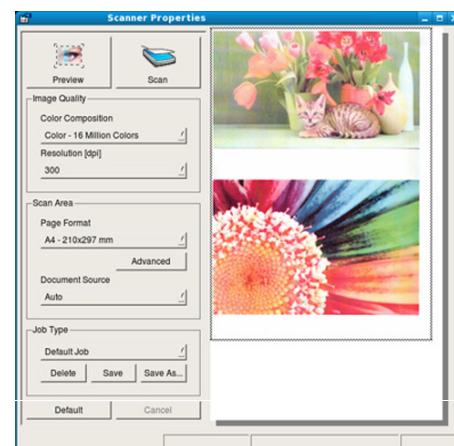 Scanner Properties
Preview
Scan
Image Quality
Color Composition
Color - 16 Million Colors
Resolution [dpi]
300
Scan Area
Page Format
A4 - 210x297 mm
Advanced
Document Source
Auto
Job Type
Default Job
Delete
Save
Save As...
Default
Cancel